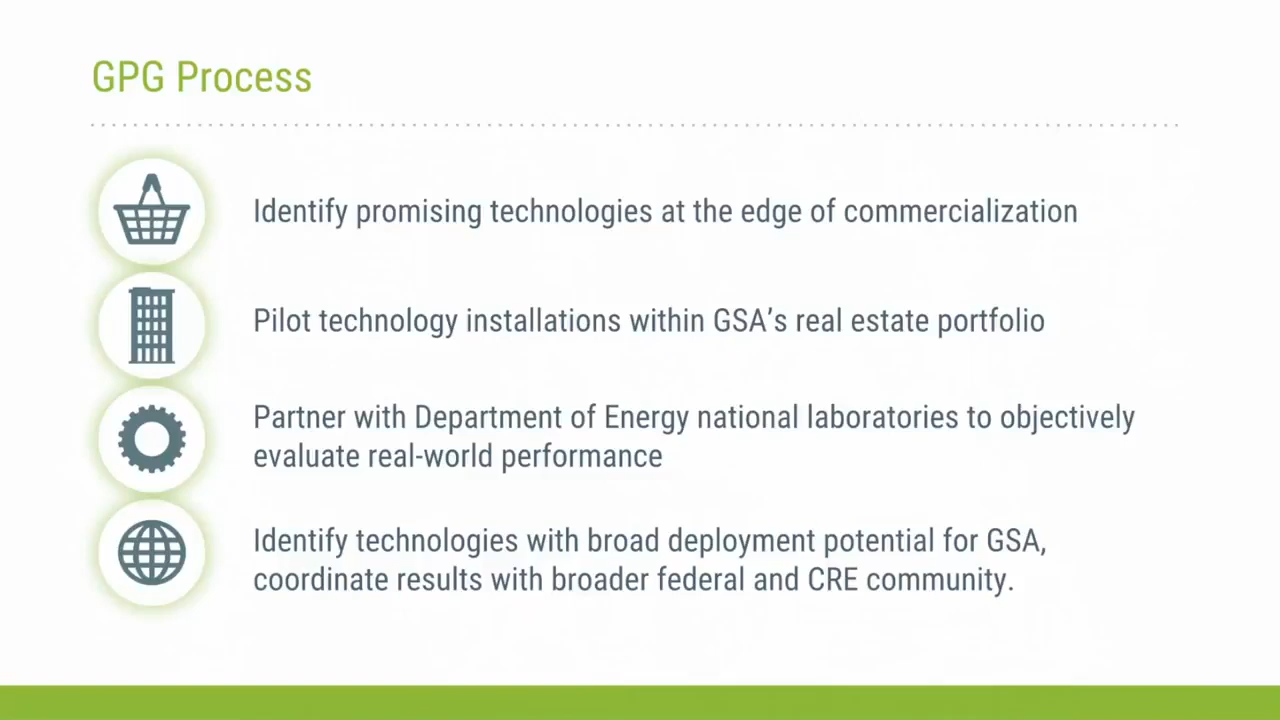 GPG Process
Identify promising technologies at the edge of commercialization
Pilot technology installations within GSA’s real estate portfolio
Partner with Department of Energy national laboratories to objectively
evaluate real-world performance
Identify technologies with broad deployment potential for GSA,
coordinate results with broader federal and CRE community.